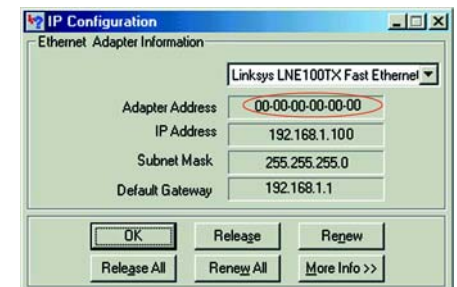 IP Configuration
Ethernet Adapter Information
Linksys LNE100TX Fast Ethernet
Adapter Address 00-00-00-00-00-00
IP Address 192.168.1.100
Subnet Mask 255.255.255.0
Default Gateway 192.168.1.1
OK Release Renew
Release All Renew All More Info >>